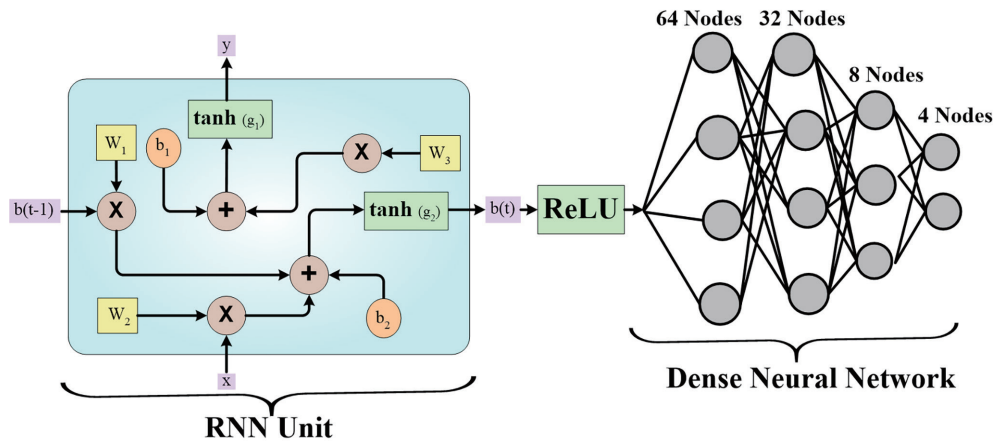 64 Nodes
32 Nodes
y
8 Nodes
tanh (g₁)
4 Nodes
W₁
b₁
X
W₃
b(t-1)
X
+
tanh (g₂)
b(t)
ReLU
+
W₂
X
b₂
x
Dense Neural Network
RNN Unit